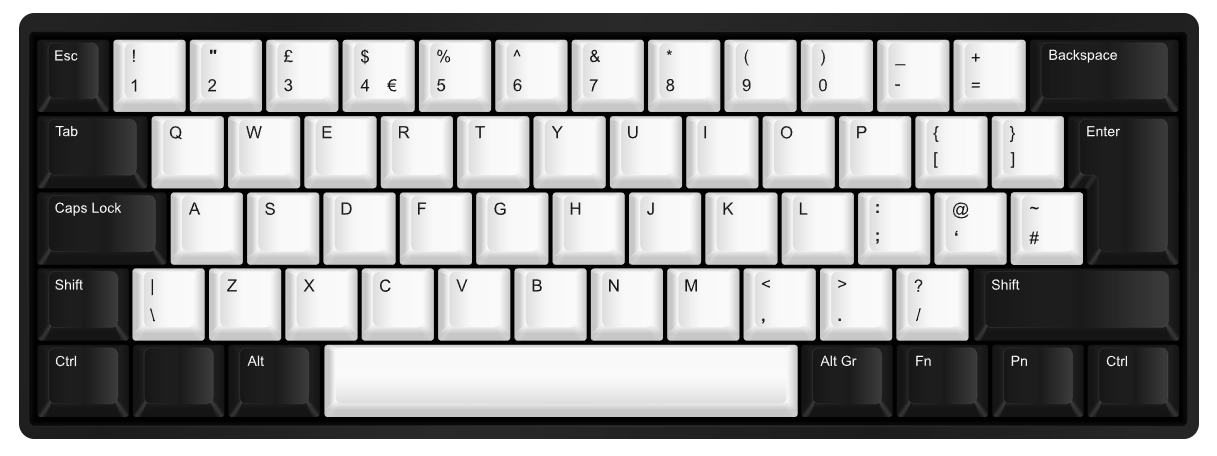 Esc ! " £ $ % ^ & * ( ) _ + Backspace
1 2 3 4 € 5 6 7 8 9 0 - =
Tab Q W E R T Y U I O P { } Enter
[ ]
Caps Lock A S D F G H J K L : @ ~
; ‘ #
Shift | Z X C V B N M < > ? Shift
\ , . /
Ctrl Alt Alt Gr Fn Pn Ctrl